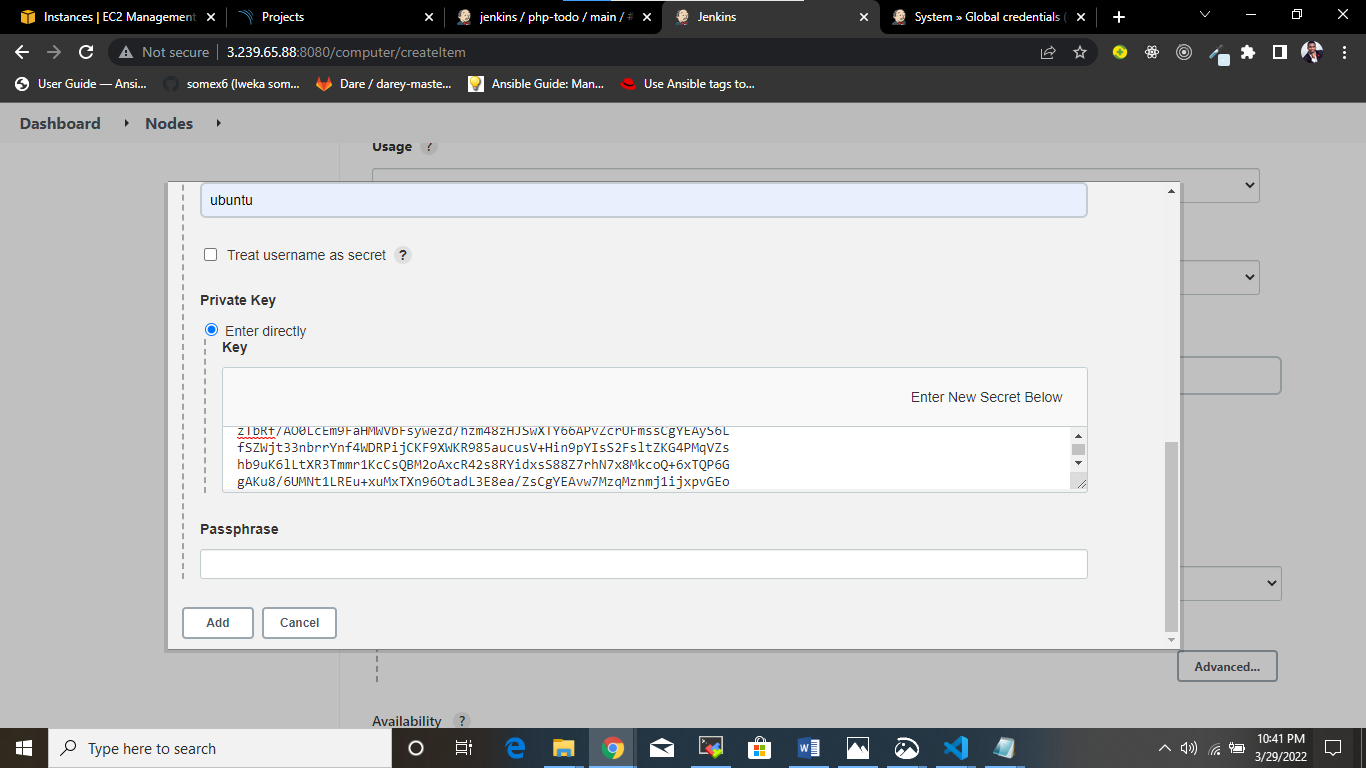 Instances | EC2 Management
Projects
jenkins / php-todo / main / #
Jenkins
System » Global credentials (
Not secure
3.239.65.88:8080/computer/createItem
User Guide — Ansi...
somex6 (Iweka som...
Dare / darey-maste...
Ansible Guide: Man...
Use Ansible tags to...
Dashboard
Nodes
Usage ?
ubuntu
Treat username as secret ?
Private Key
Enter directly
Key
Enter New Secret Below
fSZWjt33nbrrYnf4WDRPijCKF9XWKR985aucusV+Hin9pYIsS2FsltZKG4PMqVZs
hb9uK6lLtXR3Tmmr1KcCsQBM2oAxcR42s8RYidxsS88Z7rhN7x8MkcoQ+6xTQP6G
gAKu8/6UMNt1LREu+xuMxTXn96OtadL3E8ea/ZsCgYEAvw7MzqMznmj1ijxpvGEo
Passphrase
Add
Cancel
Advanced...
Availability ?
Type here to search
10:41 PM
3/29/2022